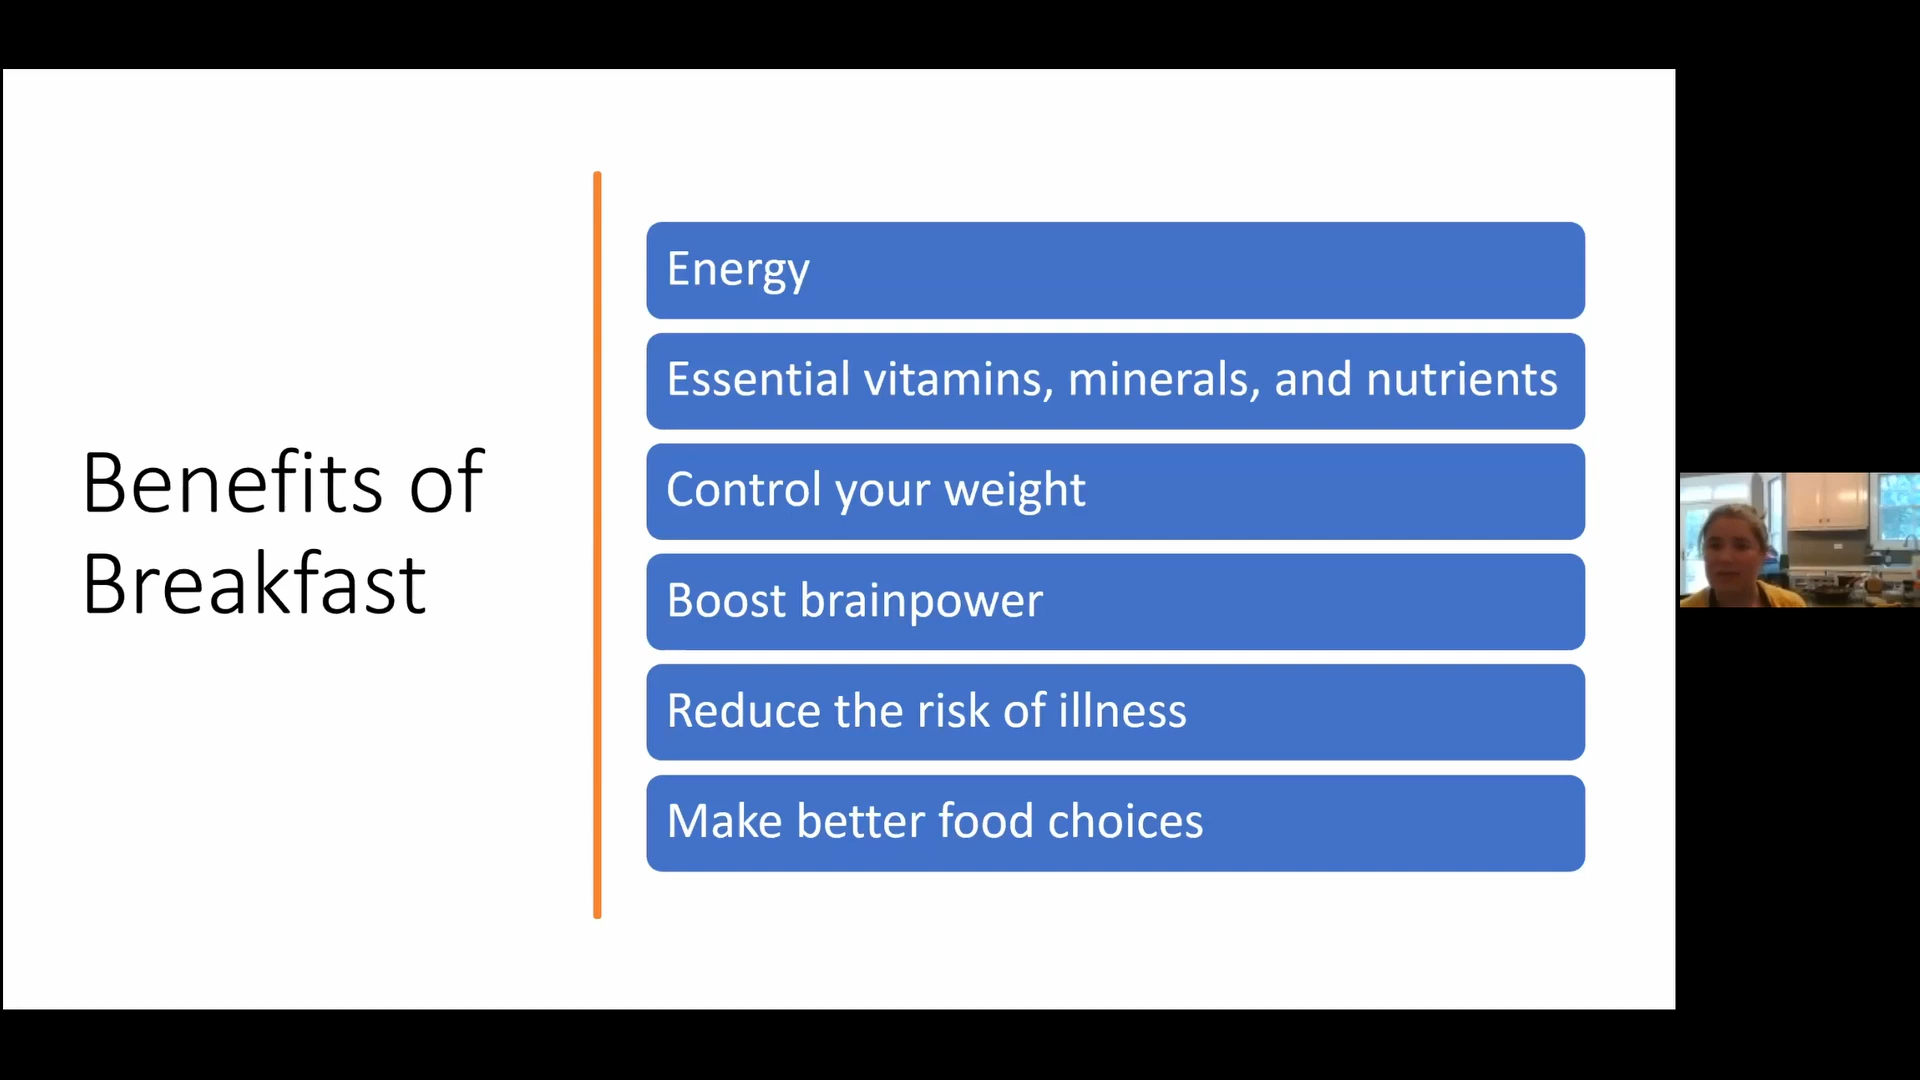 Benefits of
Breakfast
Energy
Essential vitamins, minerals, and nutrients
Control your weight
Boost brainpower
Reduce the risk of illness
Make better food choices